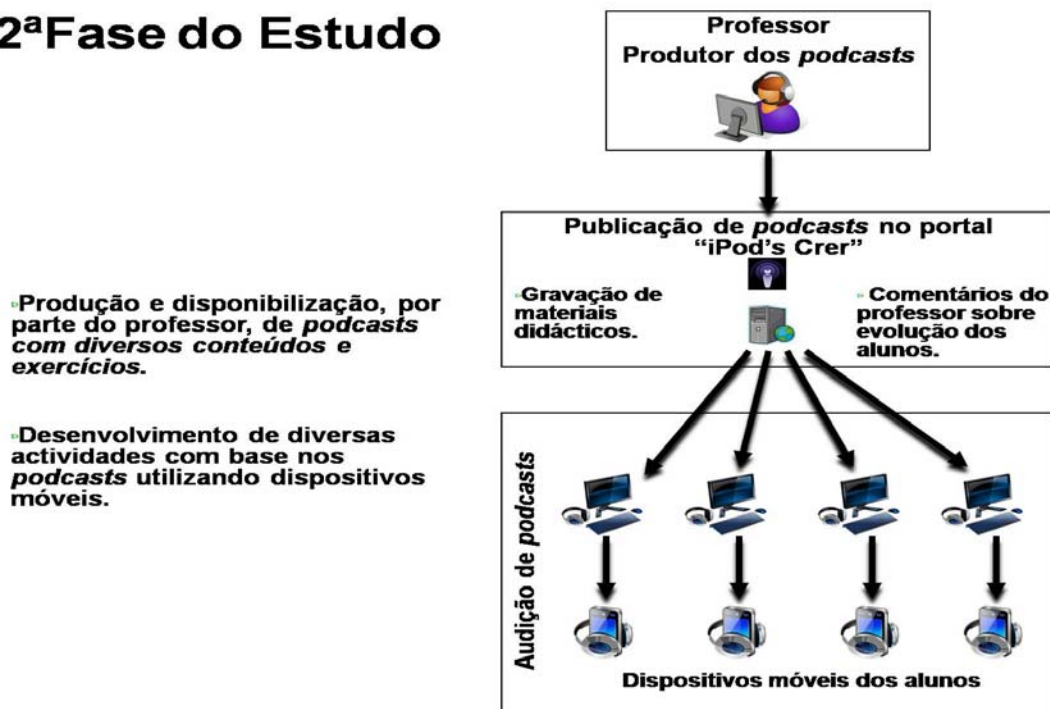 2ªFase do Estudo
Professor
Produtor dos podcasts
Publicação de podcasts no portal
“iPod’s Crer”
Gravação de
materiais
didácticos.
Comentários do
professor sobre
evolução dos
alunos.
Produção e disponibilização, por
parte do professor, de podcasts
com diversos conteúdos e
exercícios.
Desenvolvimento de diversas
actividades com base nos
podcasts utilizando dispositivos
móveis.
Audição de podcasts
Dispositivos móveis dos alunos